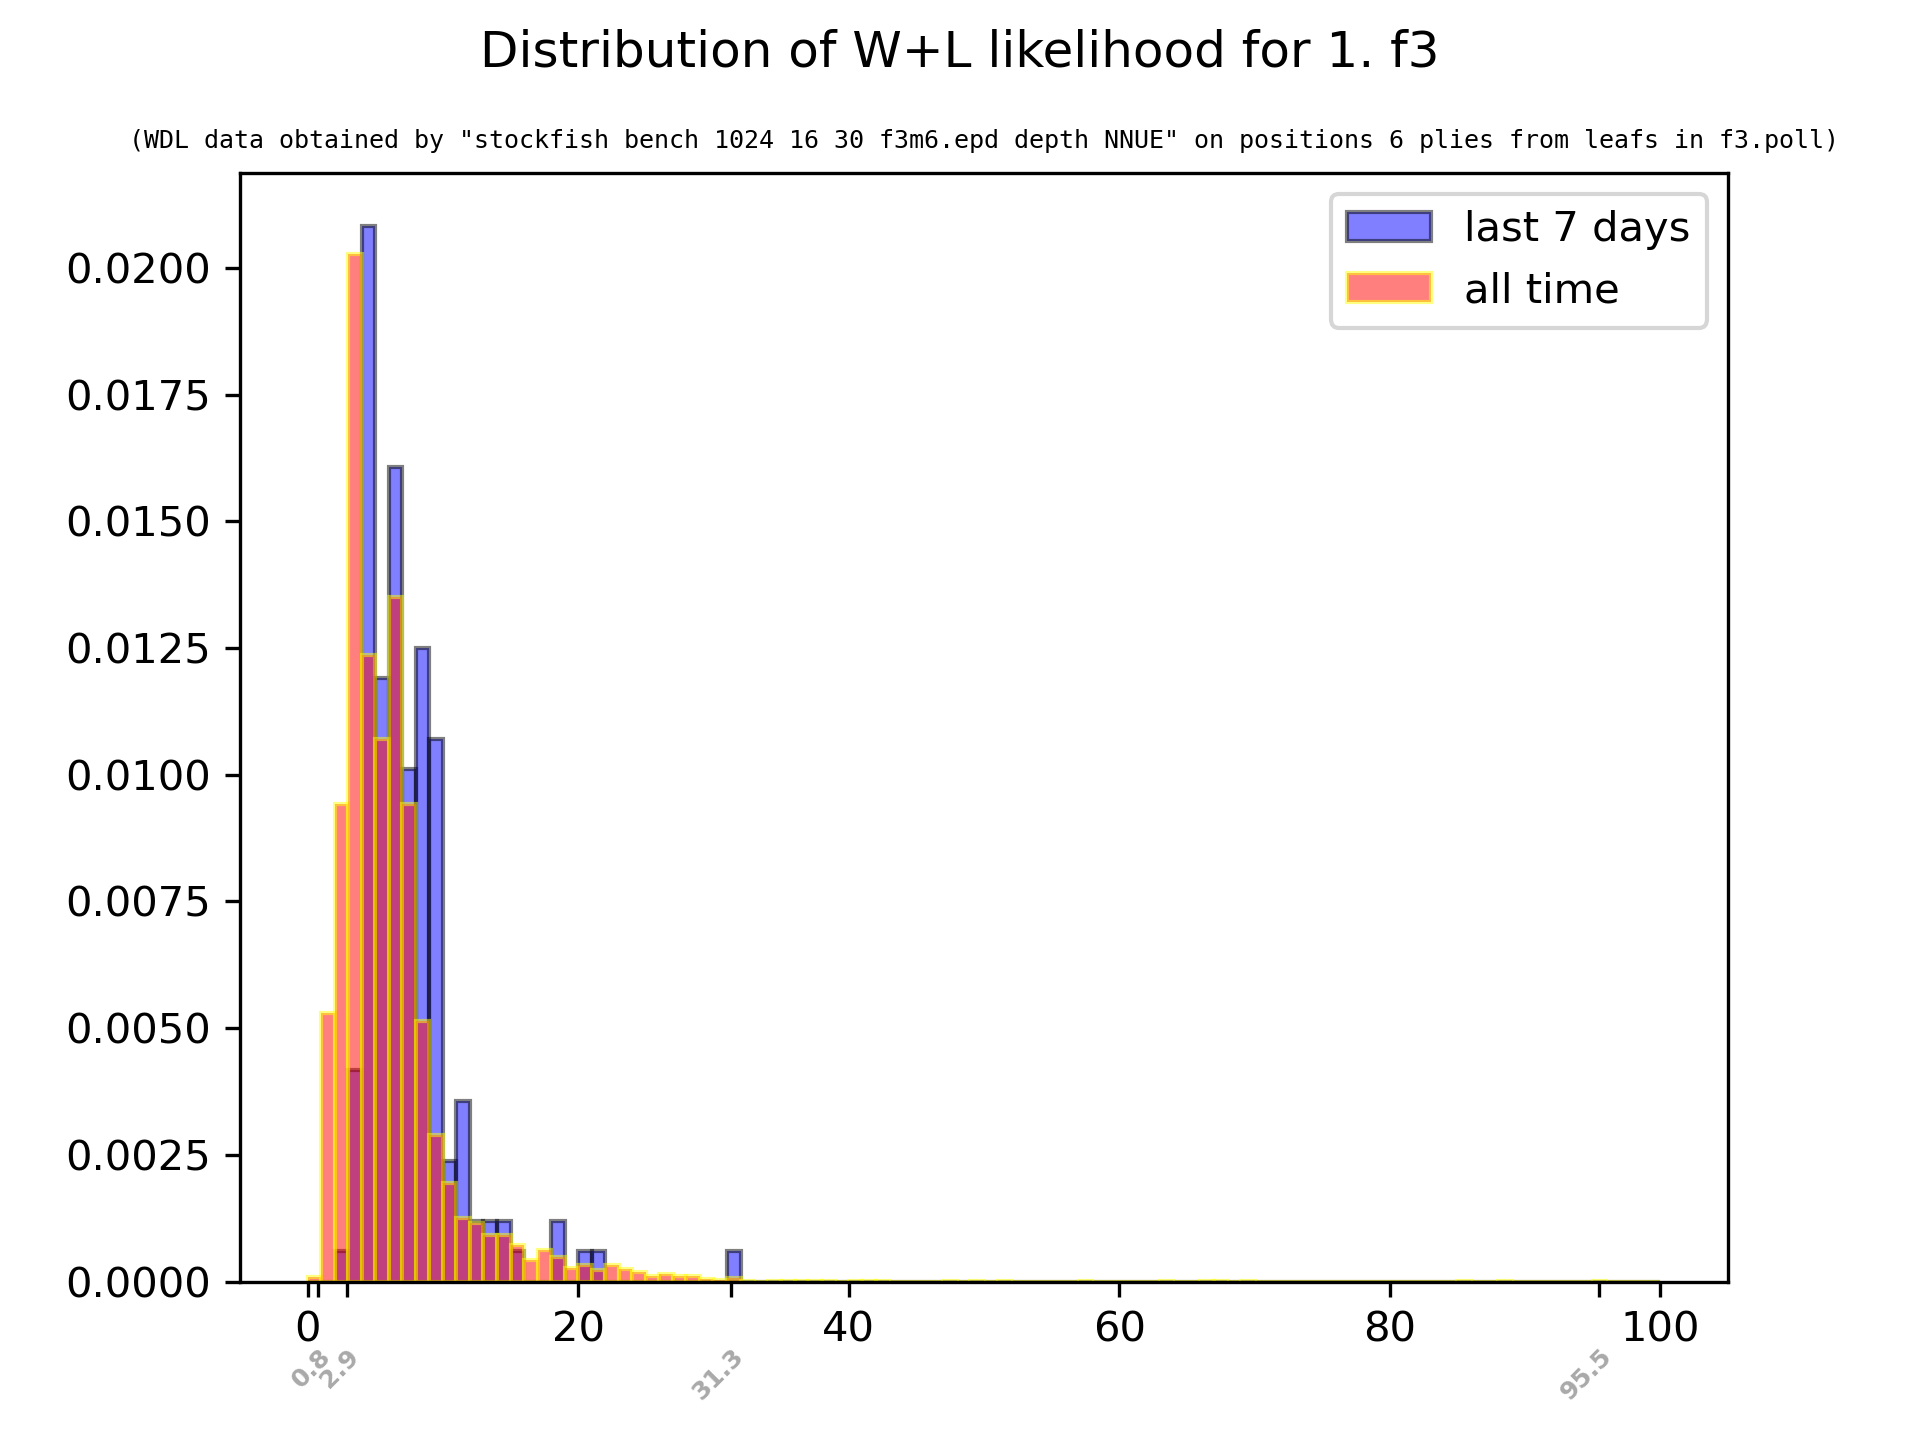 Distribution of W+L likelihood for 1. f3
(WDL data obtained by "stockfish bench 1024 16 30 f3m6.epd depth NNUE" on positions 6 plies from leafs in f3.poll)
last 7 days
all time
0.0200
0.0175
0.0150
0.0125
0.0100
0.0075
0.0050
0.0025
0.0000
0 20 40 60 80 100
0.8 2.9 31.3 95.5